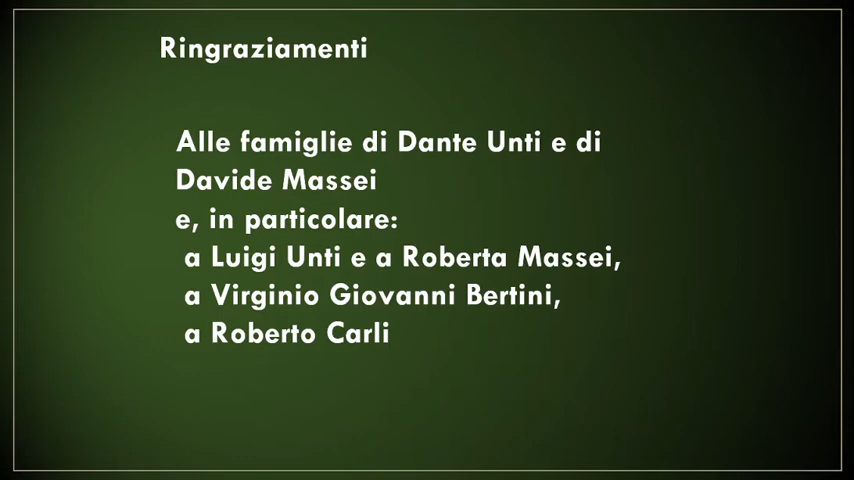 Ringraziamenti
Alle famiglie di Dante Unti e di
Davide Massei
e, in particolare:
a Luigi Unti e a Roberta Massei,
a Virginio Giovanni Bertini,
a Roberto Carli